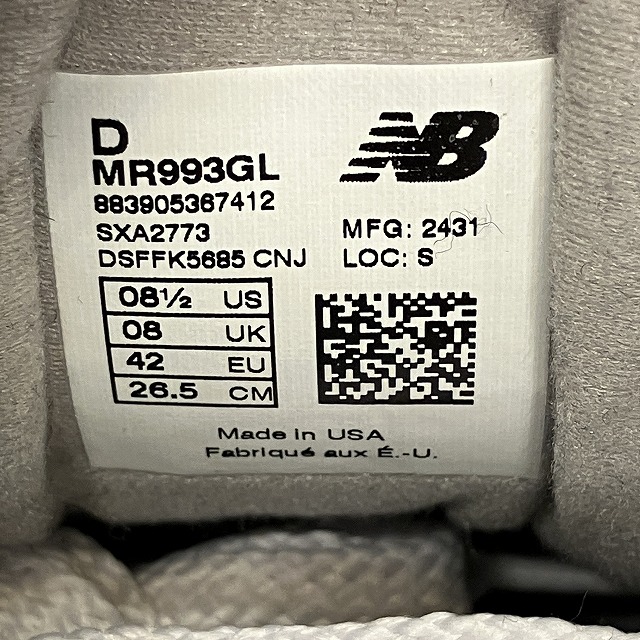 D
NB
MR993GL
883905367412
SXA2773
MFG: 2431
DSFFK5685 CNJ
LOC: S
08½ US
08 UK
42 EU
26.5 CM
Made in USA
Fabriqué aux É.-U.